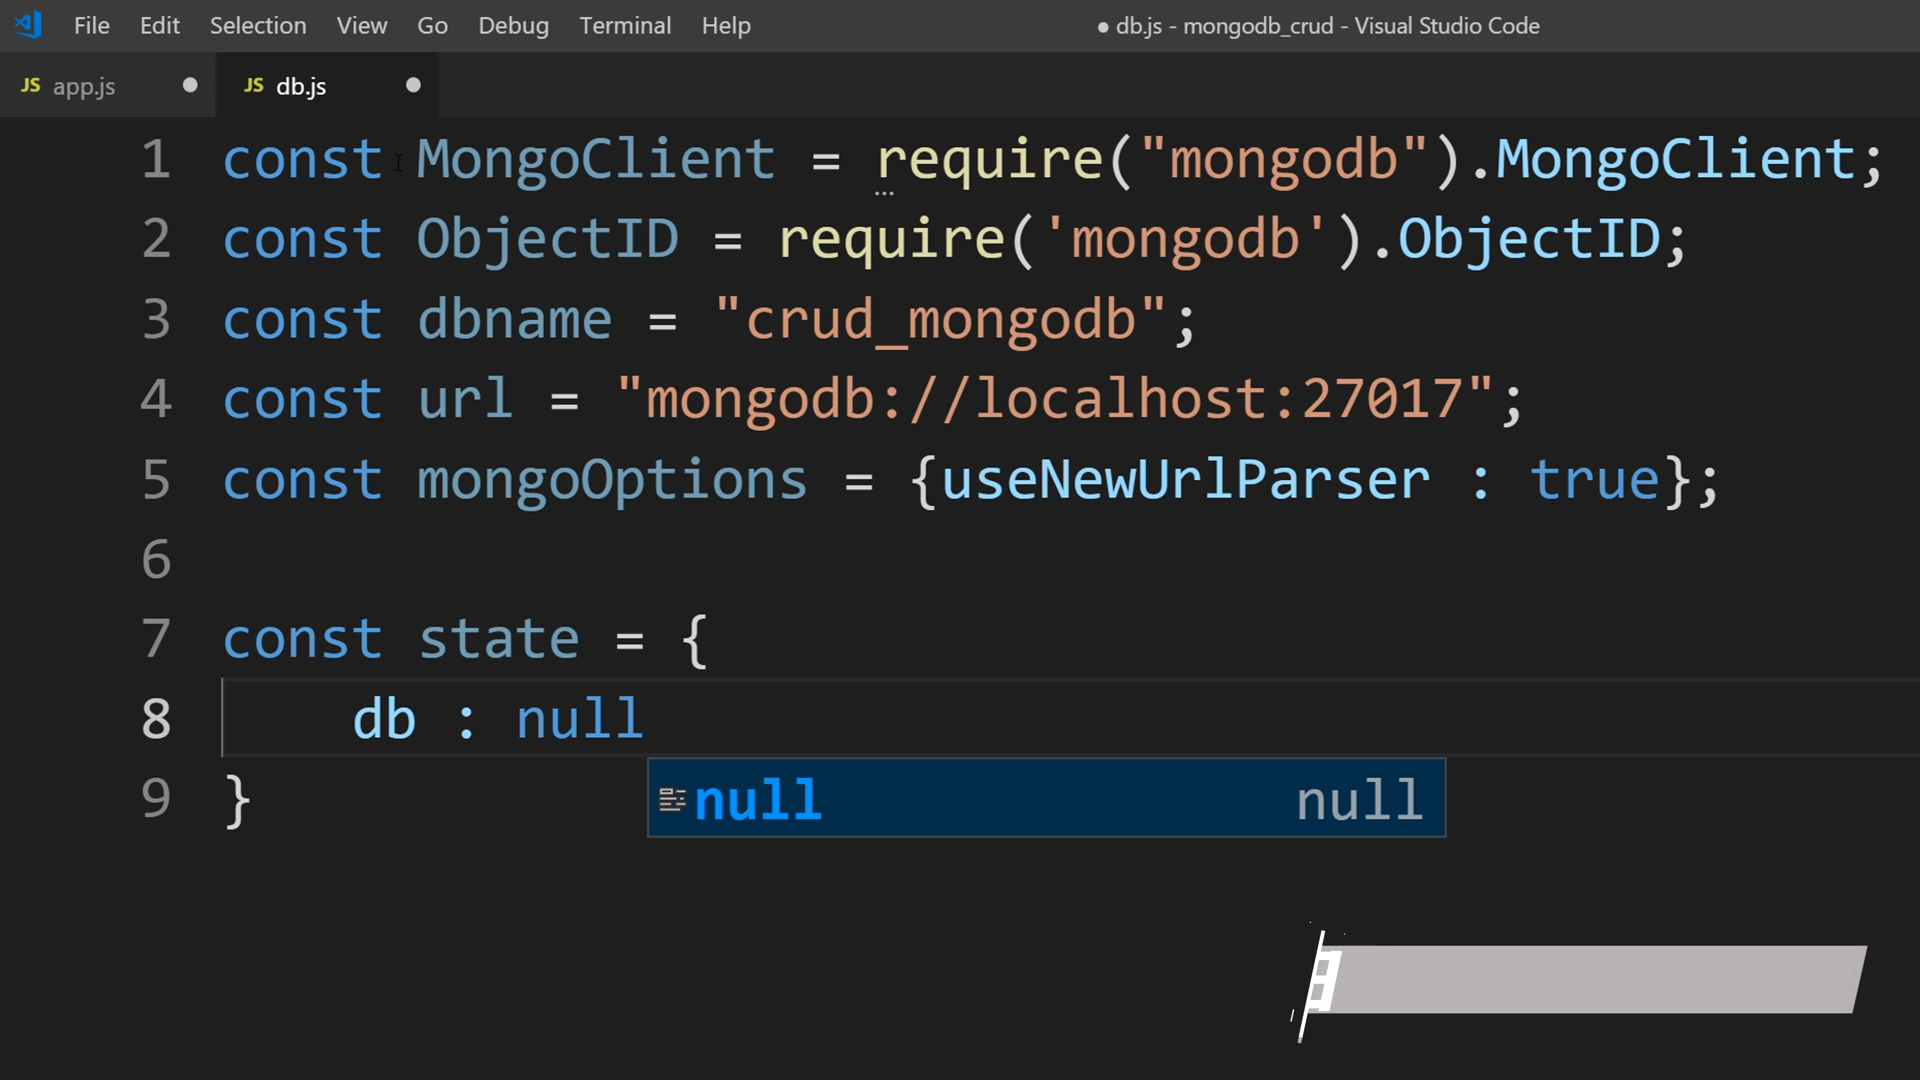 File Edit Selection View Go Debug Terminal Help
● db.js - mongodb_crud - Visual Studio Code
JS app.js ●
JS db.js ●
1 const MongoClient = require("mongodb").MongoClient;
2 const ObjectID = require('mongodb').ObjectID;
3 const dbname = "crud_mongodb";
4 const url = "mongodb://localhost:27017";
5 const mongoOptions = {useNewUrlParser : true};
6
7 const state = {
8 db : null
null null
9 }